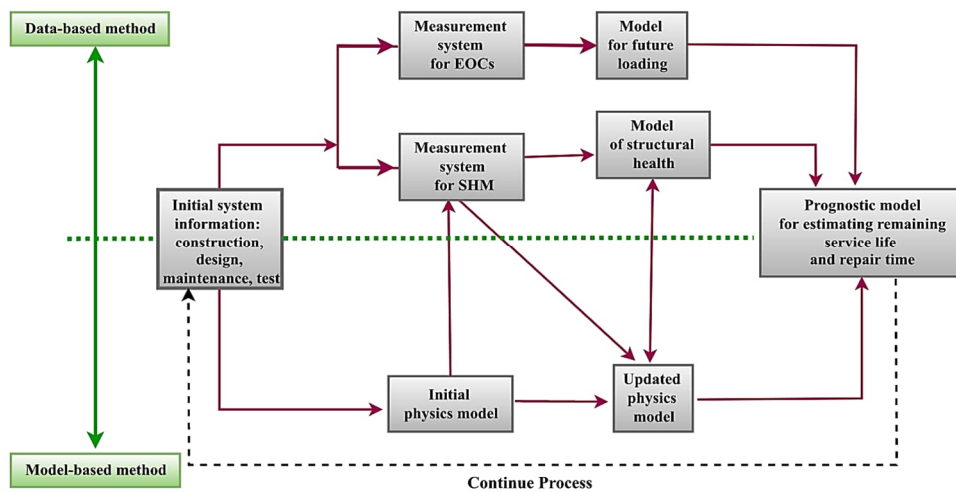 Data-based method
Measurement
system
for EOCs
Model
for future
loading
Measurement
system
for SHM
Model
of structural
health
Initial system
information:
construction,
design,
maintenance, test
Prognostic model
for estimating remaining
service life
and repair time
Initial
physics model
Updated
physics
model
Model-based method
Continue Process